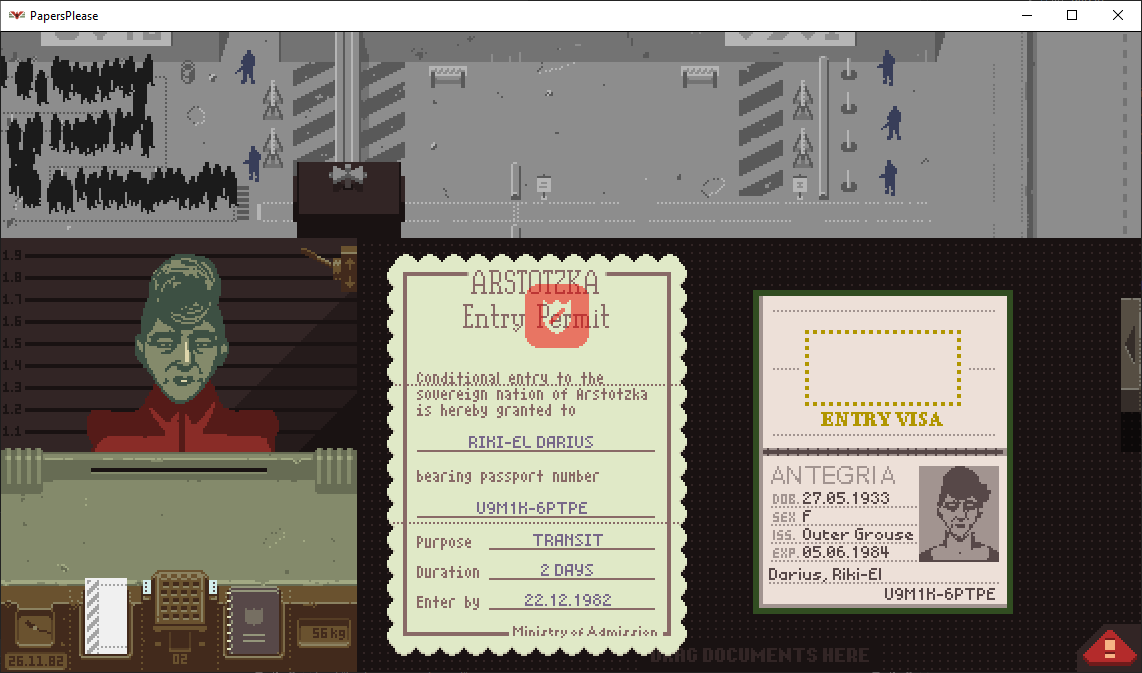 PapersPlease
1.9
1.8
1.7
1.6
1.5
1.4
1.3
1.2
1.1
ARSTOTZKA
Entry Permit
Conditional entry to the
sovereign nation of Arstotzka
is hereby granted to
RIKI-EL DARIUS
bearing passport number
U9M1K-6PTPE
Purpose TRANSIT
Duration 2 DAYS
Enter by 22.12.1982
Ministry of Admission
ENTRY VISA
ANTEGRIA
DOB. 27.05.1933
SEX F
ISS. Outer Grouse
EXP. 05.06.1984
Darius, Riki-El
U9M1K-6PTPE
26.11.82
02
56 kg
DRAG DOCUMENTS HERE